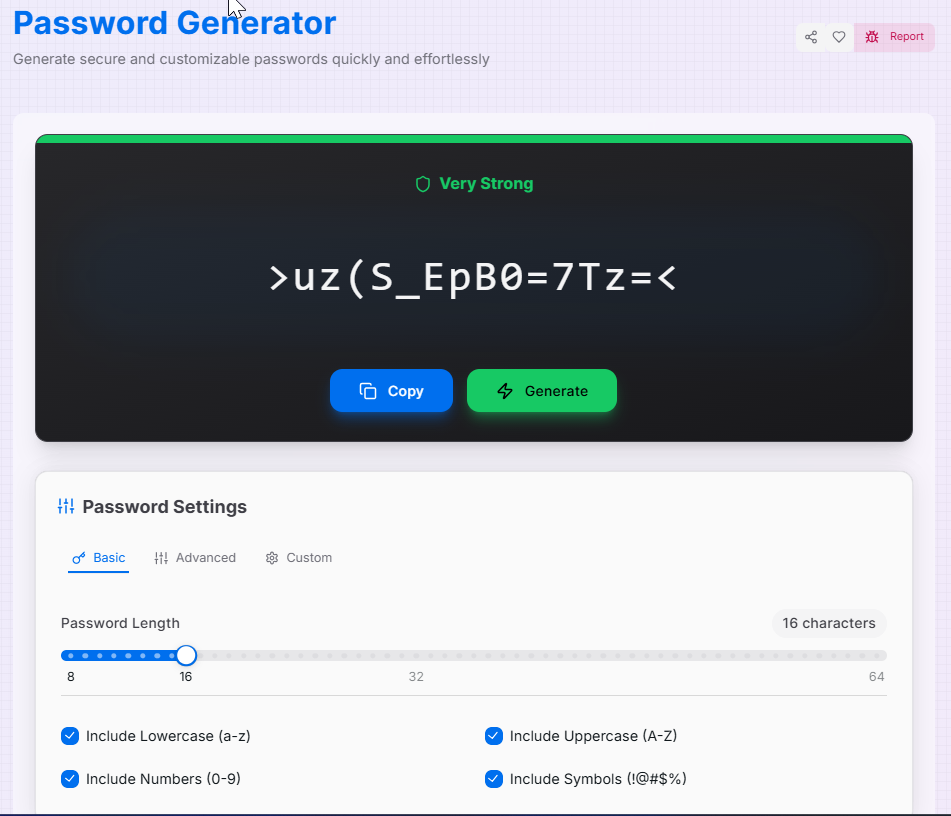 Password Generator
Generate secure and customizable passwords quickly and effortlessly
Report
Very Strong
>uz(S_EpB0=7Tz=<
Copy
Generate
Password Settings
Basic Advanced Custom
Password Length 16 characters
8 16 32 64
Include Lowercase (a-z) Include Uppercase (A-Z)
Include Numbers (0-9) Include Symbols (!@#$%)